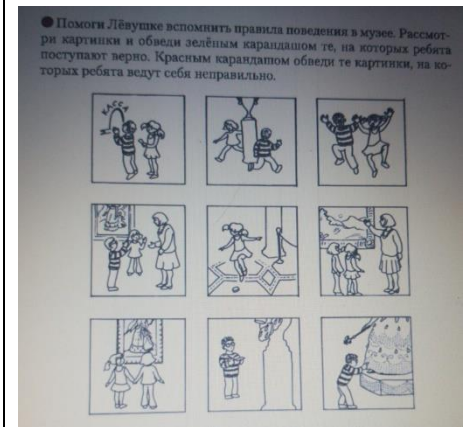 ● Помоги Лёвушке вспомнить правила поведения в музее. Рассмот-
ри картинки и обведи зелёным карандашом те, на которых ребята
поступают верно. Красным карандашом обведи те картинки, на ко-
торых ребята ведут себя неправильно.
КАССА